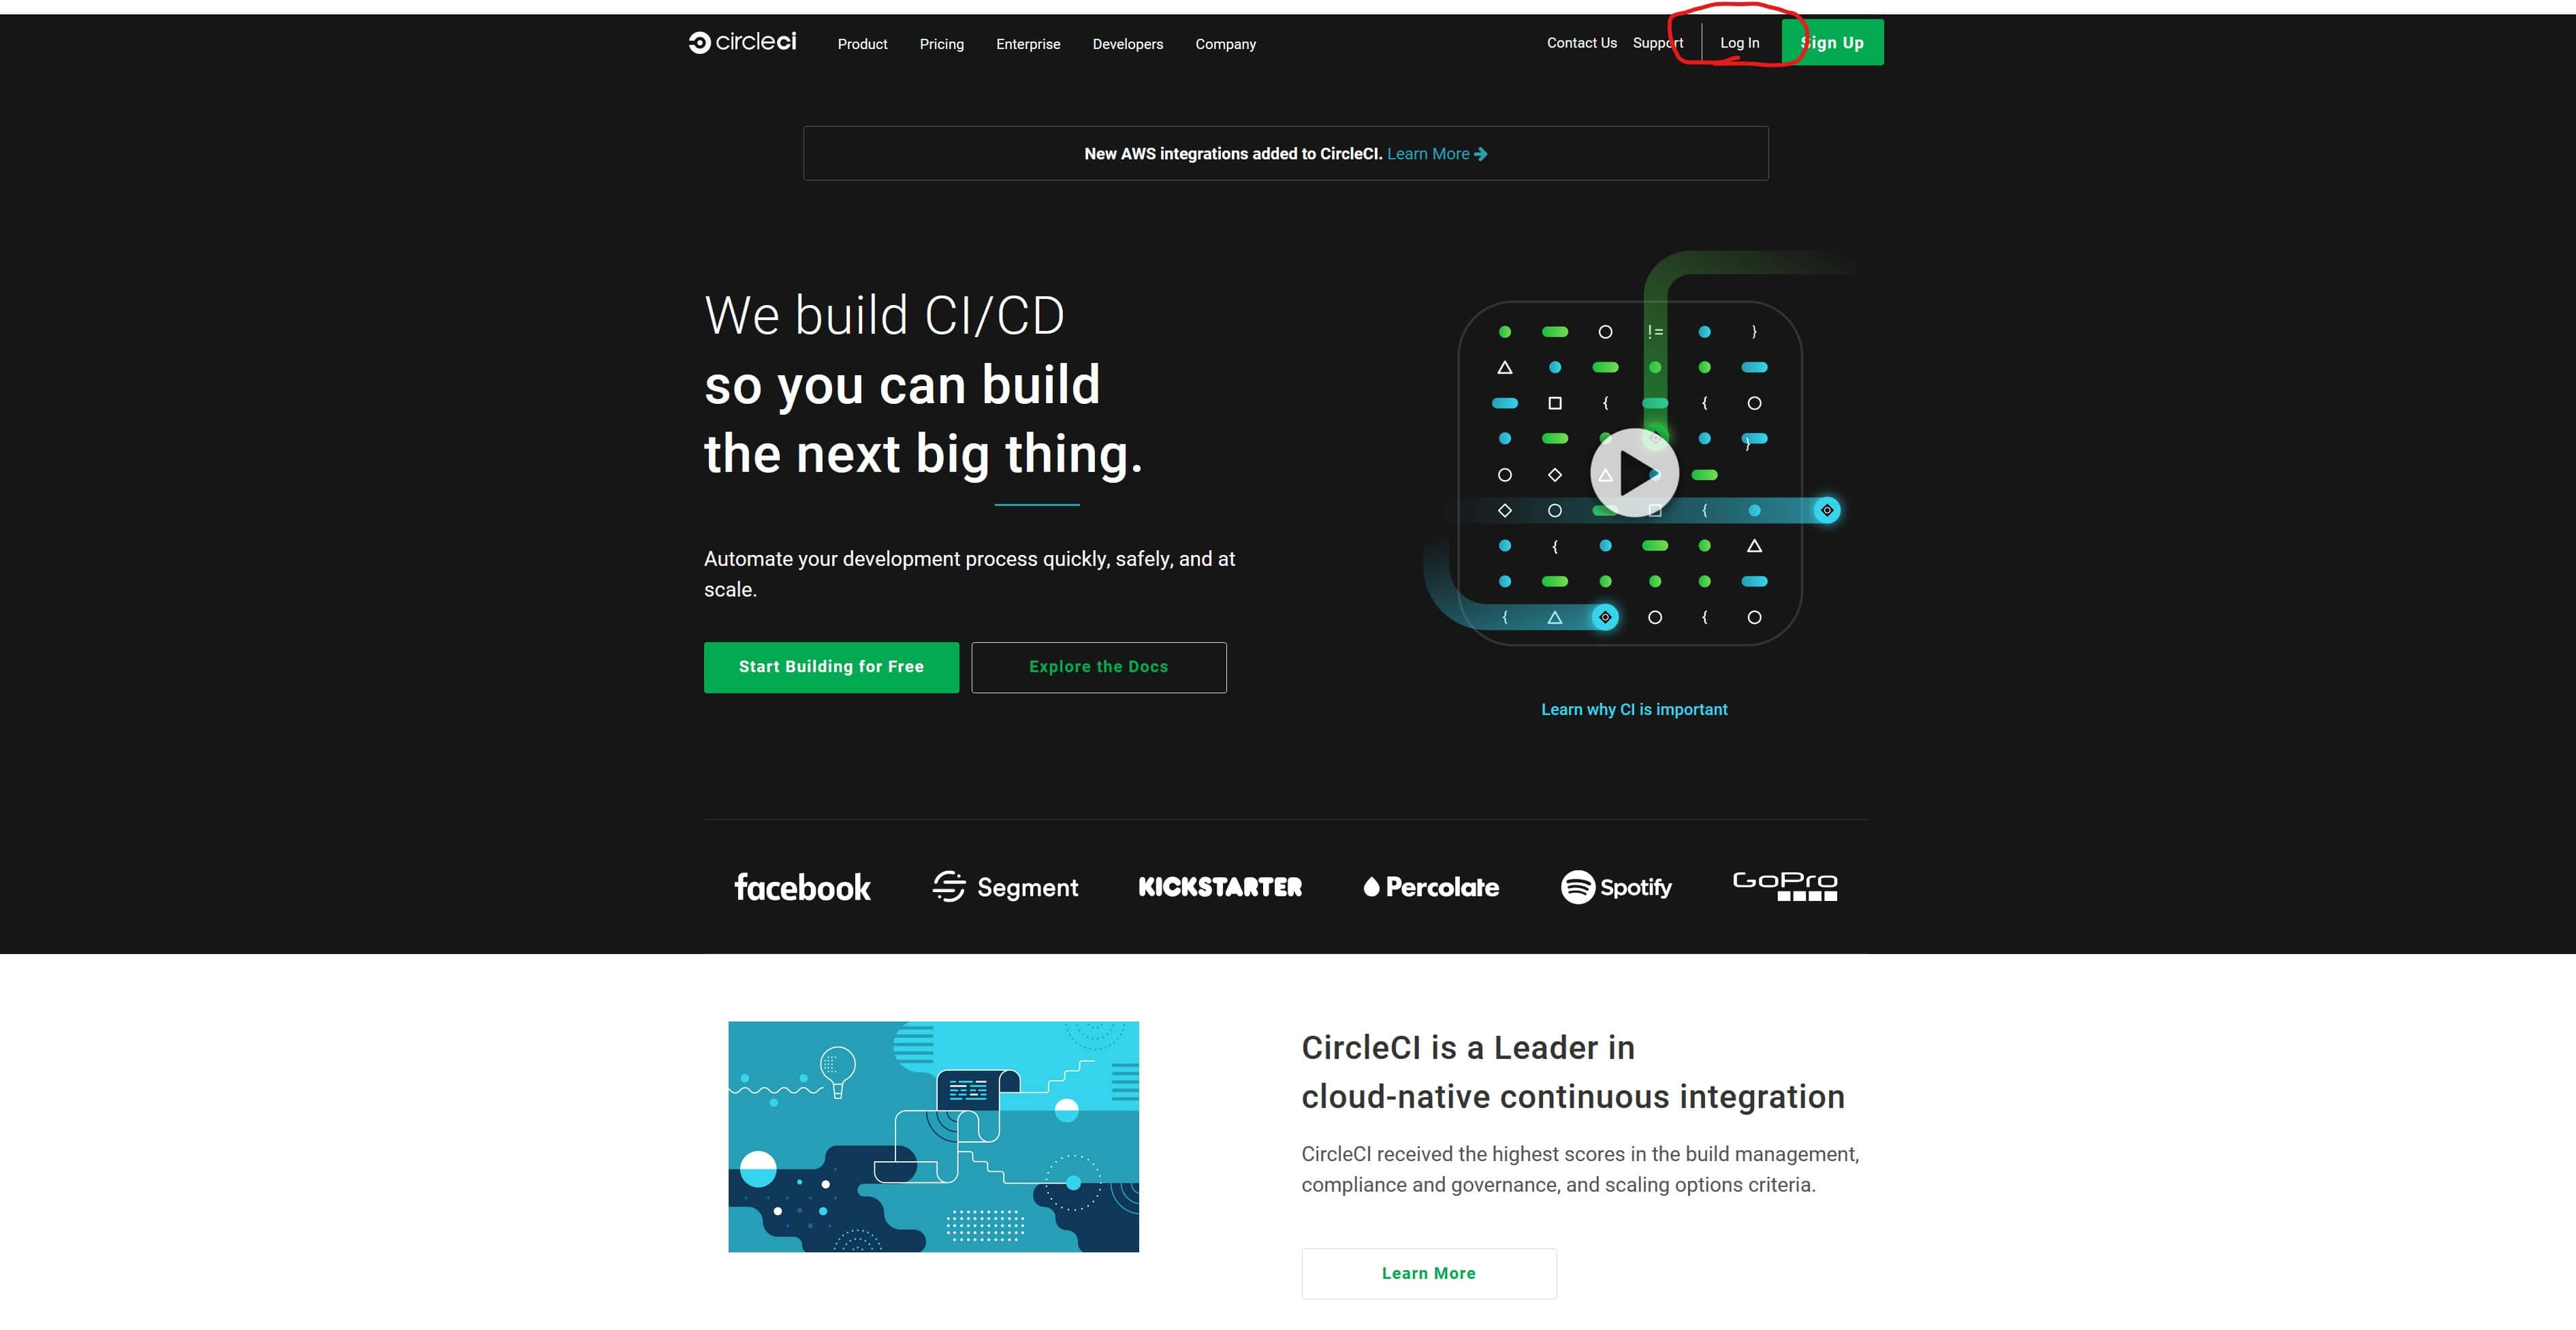 circleci Product Pricing Enterprise Developers Company Contact Us Support Log In Sign Up
New AWS integrations added to CircleCI. Learn More
We build CI/CD
so you can build
the next big thing.
Automate your development process quickly, safely, and at
scale.
Start Building for Free Explore the Docs
!= }
{ {
}
{
{
{ {
Learn why CI is important
facebook Segment KICKSTARTER Percolate Spotify GoPro
CircleCI is a Leader in
cloud-native continuous integration
CircleCI received the highest scores in the build management,
compliance and governance, and scaling options criteria.
Learn More